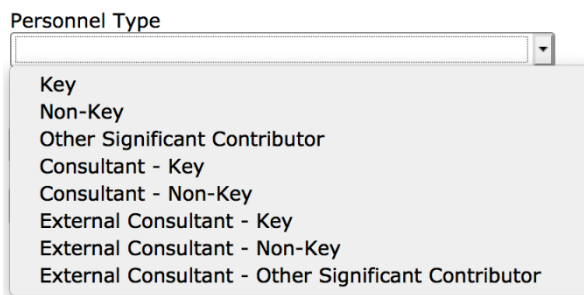 Personnel Type
Key
Non-Key
Other Significant Contributor
Consultant - Key
Consultant - Non-Key
External Consultant - Key
External Consultant - Non-Key
External Consultant - Other Significant Contributor